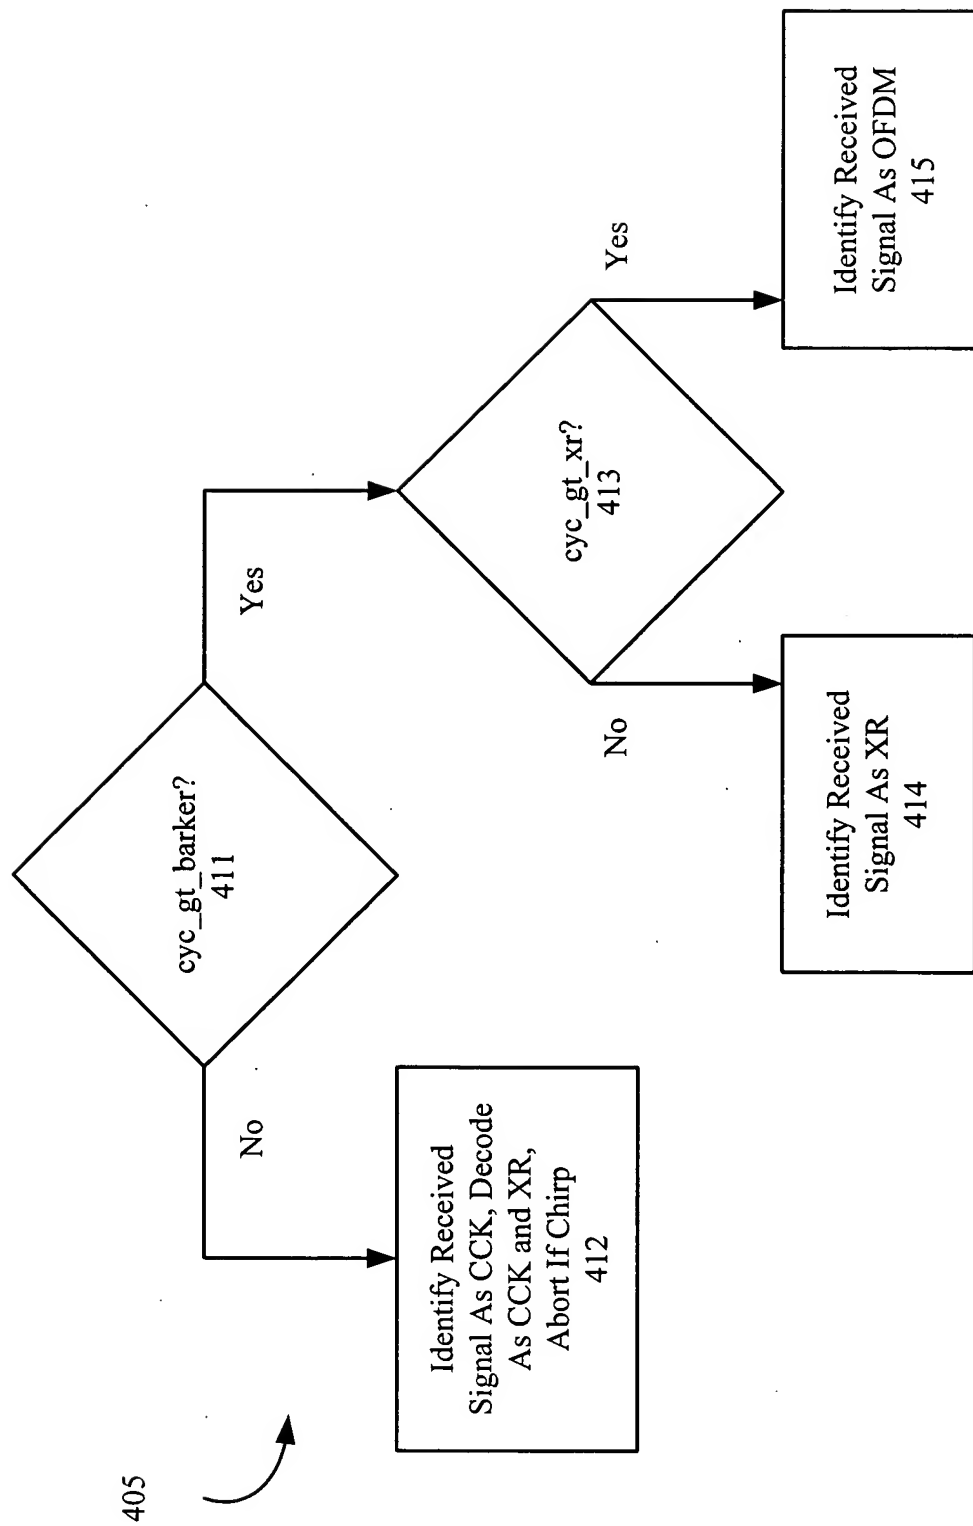 405
cyc_gt_barker?
411
No
Yes
Identify Received
Signal As CCK, Decode
As CCK and XR,
Abort If Chirp
412
cyc_gt_xr?
413
No
Yes
Identify Received
Signal As XR
414
Identify Received
Signal As OFDM
415